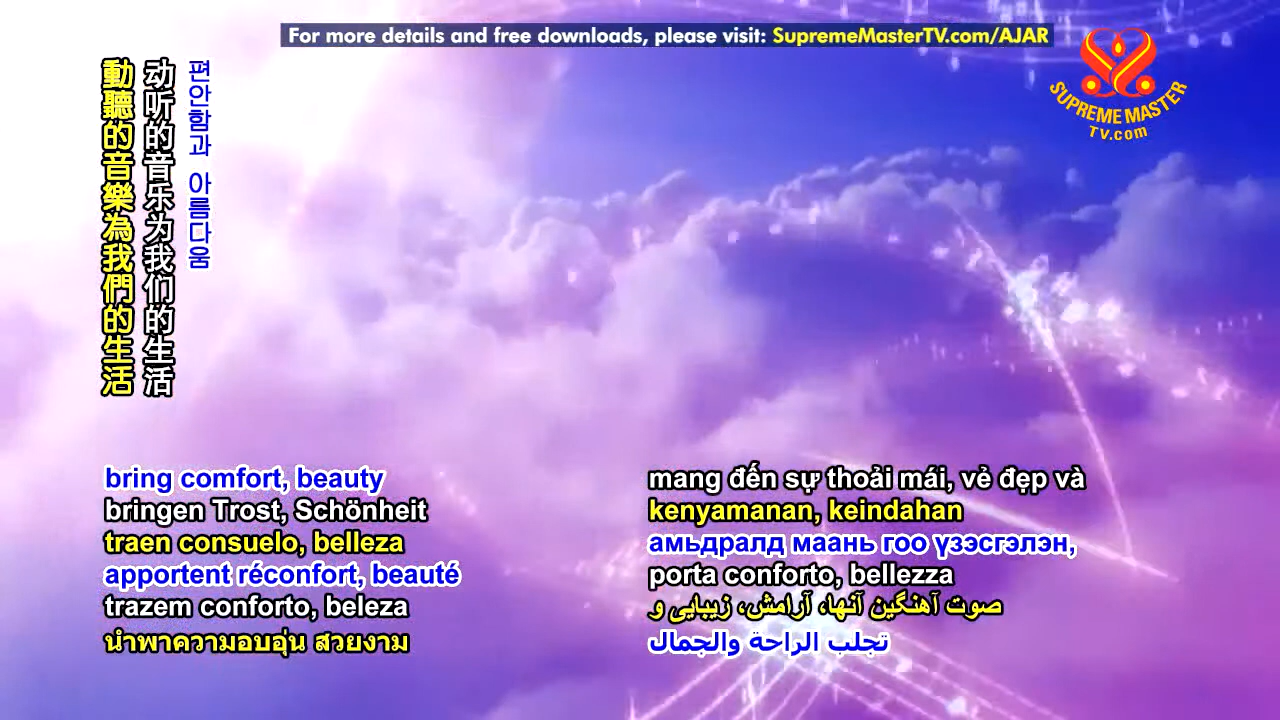 For more details and free downloads, please visit: SupremeMasterTV.com/AJAR
SUPREME MASTER
TV.com
動聽的音樂為我們的生活
动听的音乐为我们的生活
편안함과 아름다움
bring comfort, beauty
bringen Trost, Schönheit
traen consuelo, belleza
apportent réconfort, beauté
trazem conforto, beleza
นำพาความอบอุ่น สวยงาม
mang đến sự thoải mái, vẻ đẹp và
kenyamanan, keindahan
амьдралд маань гоо үзэсгэлэн,
porta conforto, bellezza
صوت آهنگین آنها، آرامش، زیبایی و
تجلب الراحة والجمال